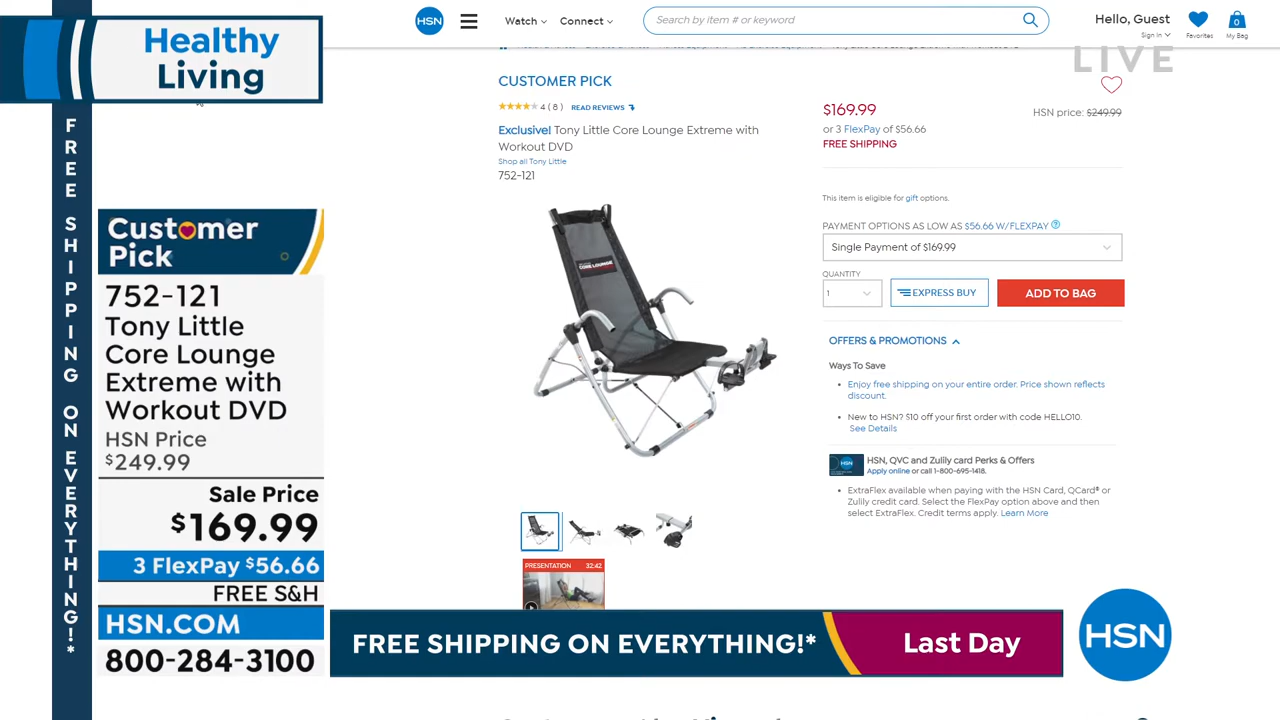 Healthy
Living
FREE SHIPPING ON EVERYTHING!*
Customer
Pick
752-121
Tony Little
Core Lounge
Extreme with
Workout DVD
HSN Price
$249.99
Sale Price
$169.99
3 FlexPay $56.66
FREE S&H
HSN.COM
800-284-3100
HSN
Watch
Connect
Search by item # or keyword
Hello, Guest
Sign in
Favorites
0
My Bag
LIVE
CUSTOMER PICK
4 ( 8 ) READ REVIEWS
Exclusive! Tony Little Core Lounge Extreme with
Workout DVD
Shop all Tony Little
752-121
CORE LOUNGE
PRESENTATION 32:42
$169.99
HSN price: $249.99
or 3 FlexPay of $56.66
FREE SHIPPING
This item is eligible for gift options.
PAYMENT OPTIONS AS LOW AS $56.66 W/FLEXPAY ?
Single Payment of $169.99
QUANTITY
1
EXPRESS BUY
ADD TO BAG
OFFERS & PROMOTIONS
Ways To Save
• Enjoy free shipping on your entire order. Price shown reflects
discount.
• New to HSN? $10 off your first order with code HELLO10.
See Details
HSN
HSN, QVC and Zulily card Perks & Offers
Apply online or call 1-800-695-1418.
• ExtraFlex available when paying with the HSN Card, QCard® or
Zulily credit card. Select the FlexPay option above and then
select ExtraFlex. Credit terms apply. Learn More
FREE SHIPPING ON EVERYTHING!*
Last Day
HSN